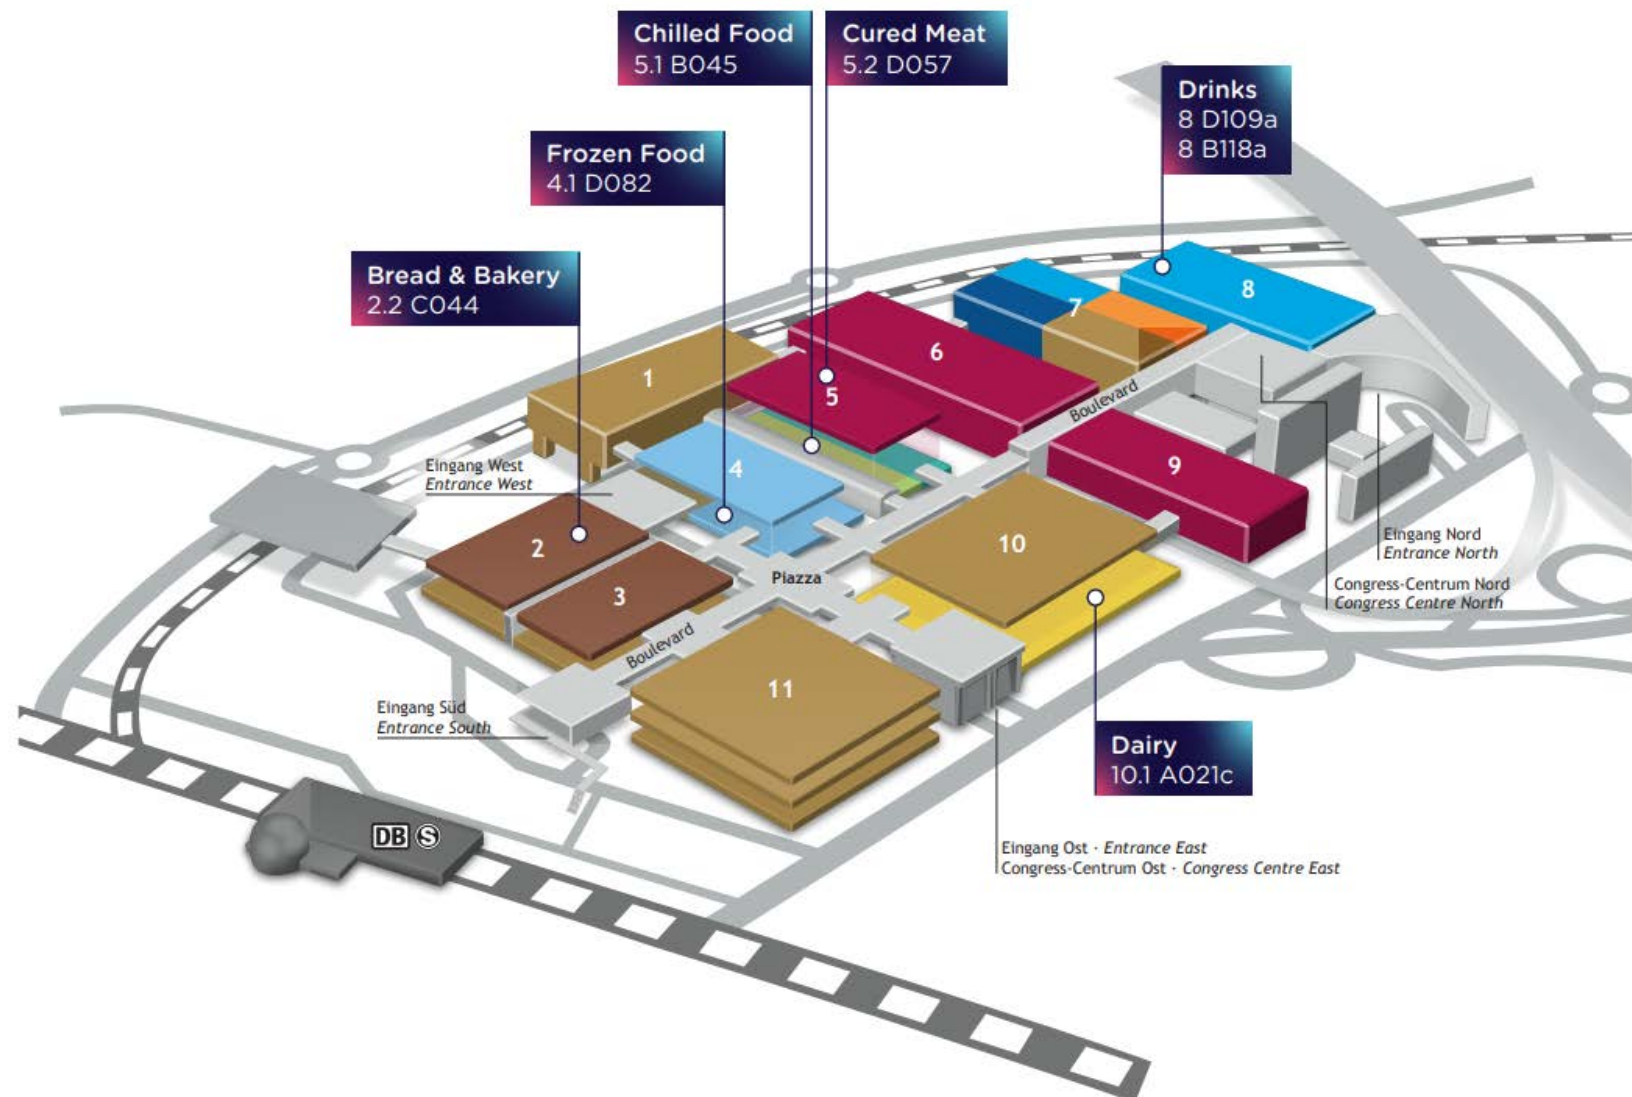 Chilled Food
5.1 B045
Cured Meat
5.2 D057
Drinks
8 D109a
8 B118a
Frozen Food
4.1 D082
Bread & Bakery
2.2 C044
8
7
6
1
5
Boulevard
Eingang West
Entrance West
4
9
2
10
Eingang Nord
Entrance North
Piazza
Congress-Centrum Nord
Congress Centre North
3
Boulevard
11
Eingang Süd
Entrance South
Dairy
10.1 A021c
DB S
Eingang Ost · Entrance East
Congress-Centrum Ost · Congress Centre East